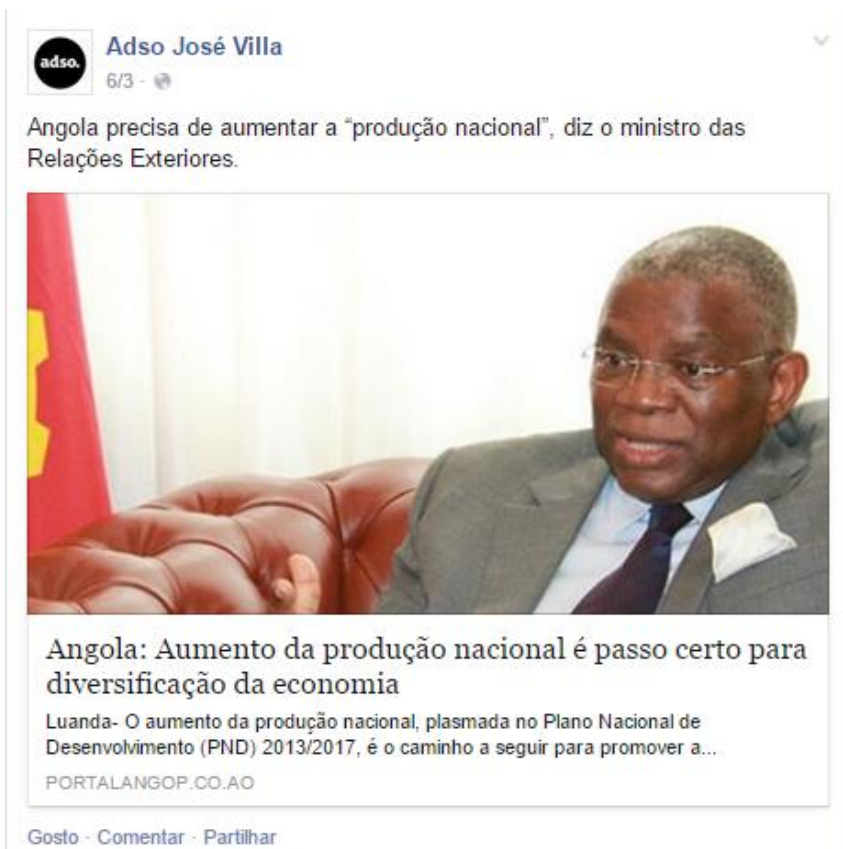 adso.
Adso José Villa
6/3 ·
Angola precisa de aumentar a “produção nacional”, diz o ministro das
Relações Exteriores.
Angola: Aumento da produção nacional é passo certo para
diversificação da economia
Luanda- O aumento da produção nacional, plasmada no Plano Nacional de
Desenvolvimento (PND) 2013/2017, é o caminho a seguir para promover a...
PORTALANGOP.CO.AO
Gosto · Comentar · Partilhar